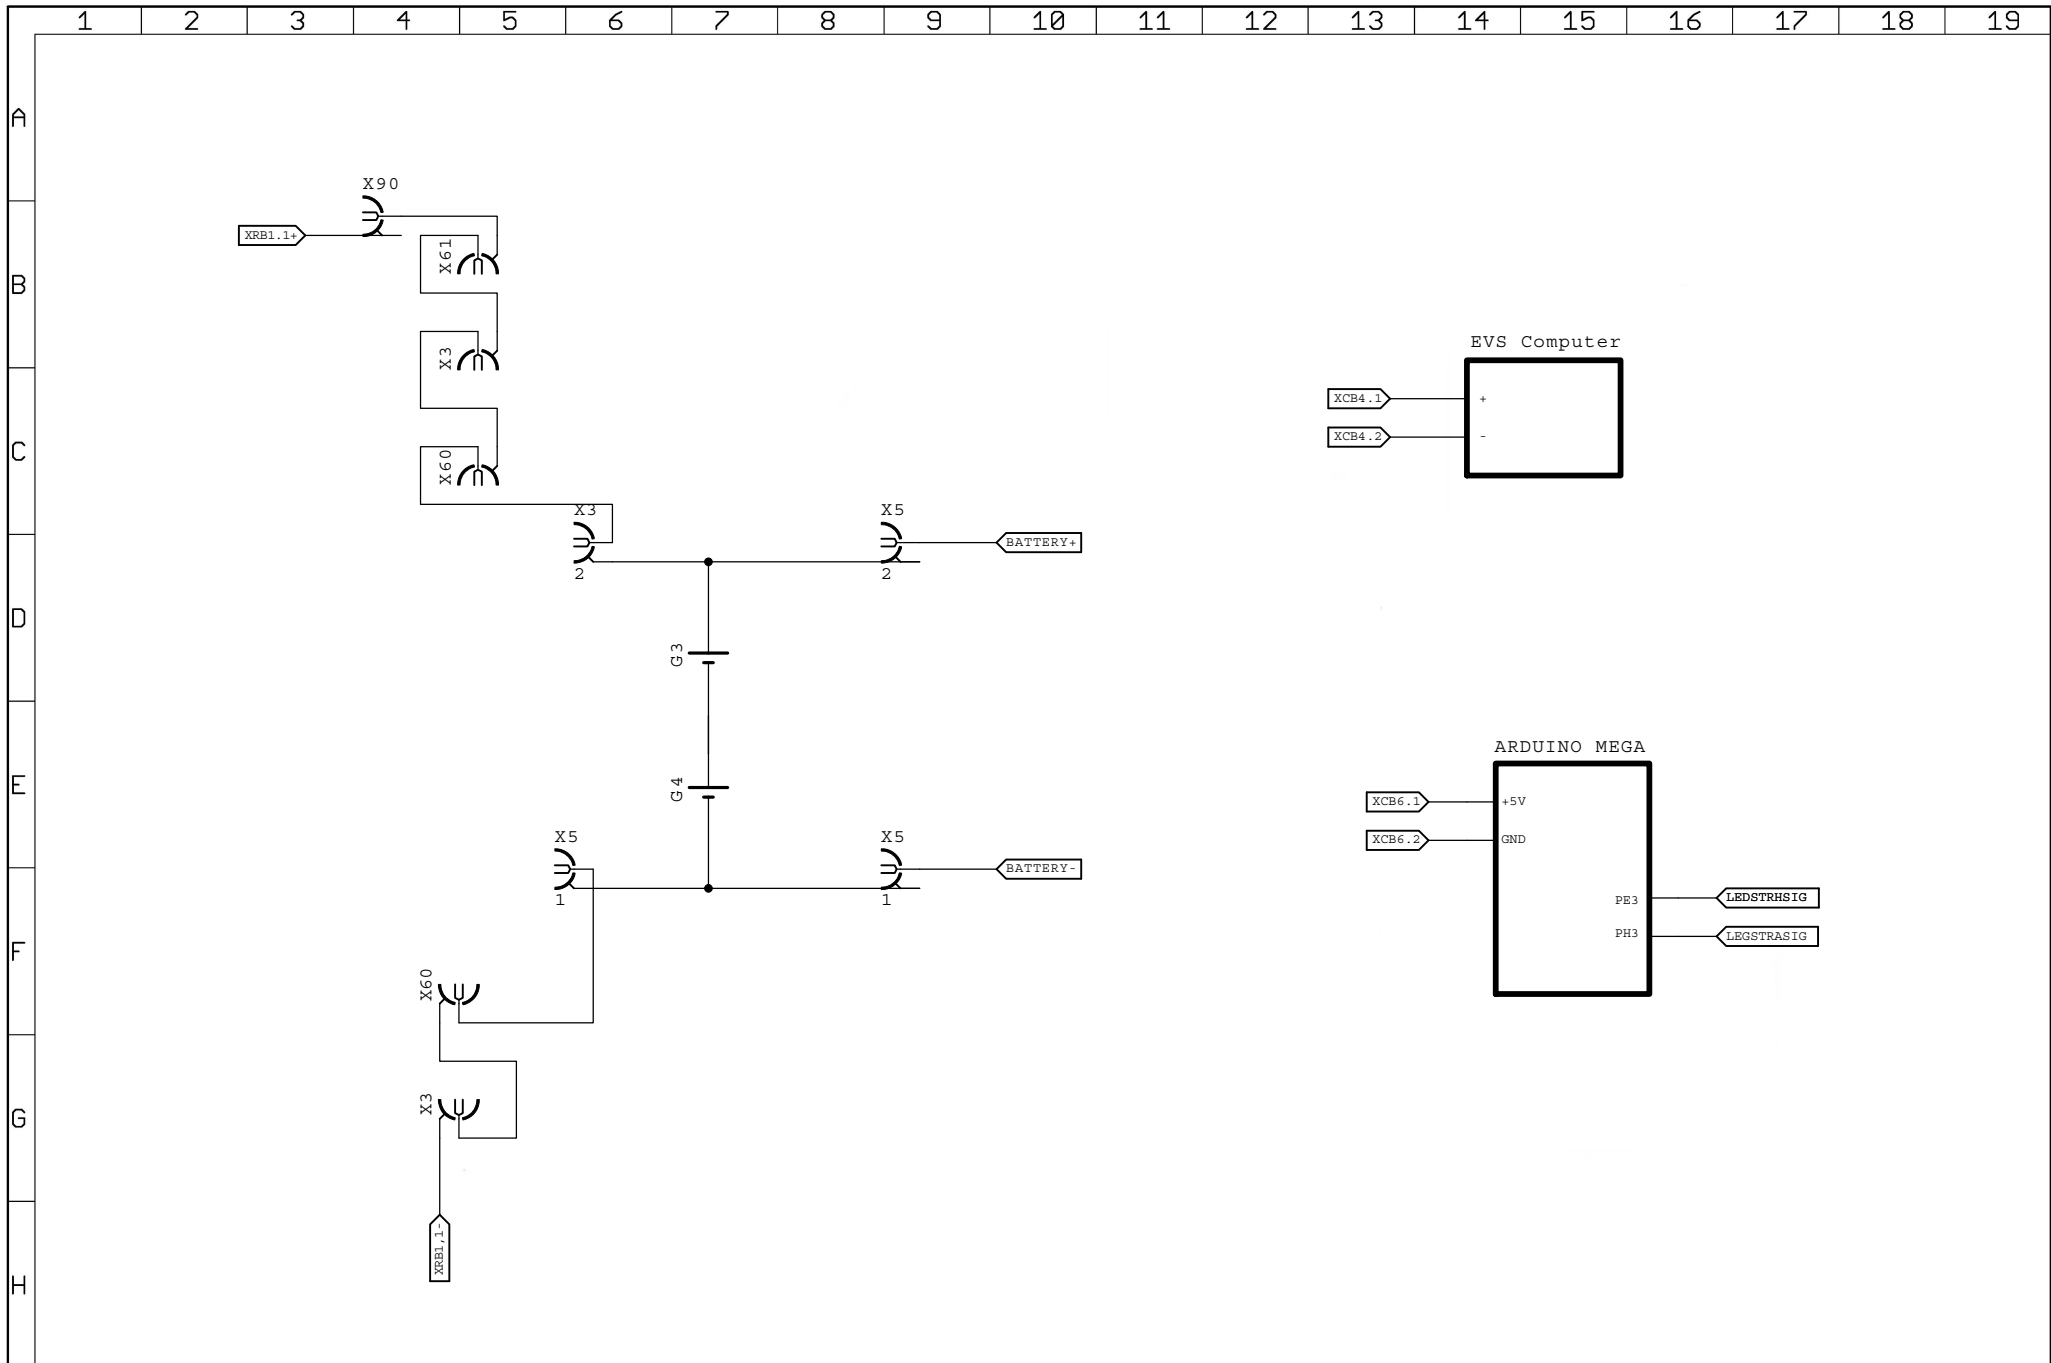 1 2 3 4 5 6 7 8 9 10 11 12 13 14 15 16 17 18 19
A
X90
XRB1.1+
X61
B
EVS Computer
X3
XCB4.1 +
XCB4.2 -
C
X60
X3 X5
BATTERY+
2 2
D
G3
ARDUINO MEGA
E
G4
XCB6.1 +5V
X5 X5
XCB6.2 GND
BATTERY-
1 1
PE3 LEDSTRHSIG
PH3 LEGSTRASIG
F
X60
X3
G
XRB1,1-
H